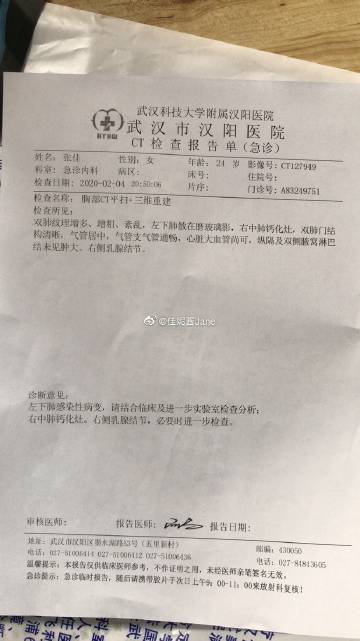 武汉科技大学附属汉阳医院
武汉市汉阳医院
CT检查报告单(急诊)
姓名: 张佳 性别: 女 年龄: 24 岁 影像号: CT127949
科室: 急诊内科 病区: 床号: 住院号:
检查日期: 2020-02-04 20:50:06 片序: 门诊号: A83249751
检查名称: 胸部CT平扫+三维重建
检查所见:
双肺纹理增多、增粗、紊乱, 左下肺散在磨玻璃影, 右中肺钙化灶, 双肺门结
构清晰, 气管居中, 气管支气管通畅, 心脏大血管尚可, 纵隔及双侧腋窝淋巴
结未见肿大。右侧乳腺结节。
@佳妮酱Jane
诊断意见:
左下肺感染性病变, 请结合临床及进一步实验室检查分析;
右中肺钙化灶。右侧乳腺结节, 必要时进一步检查。
审核医师: 报告医师: 报告日期:
地址: 武汉市汉阳区墨水湖路53号(五里新村) 邮编: 430050
电话: 027-51006414 027-51006412 027-51006436 027-84843605
温馨提示: 本报告仅供临床医师参考, 不作证明之用, 未经医师亲笔签名无效。
急诊提示: 急诊临时报告, 随后请携带胶片于次日上午9:00-11:00来放射科复核!